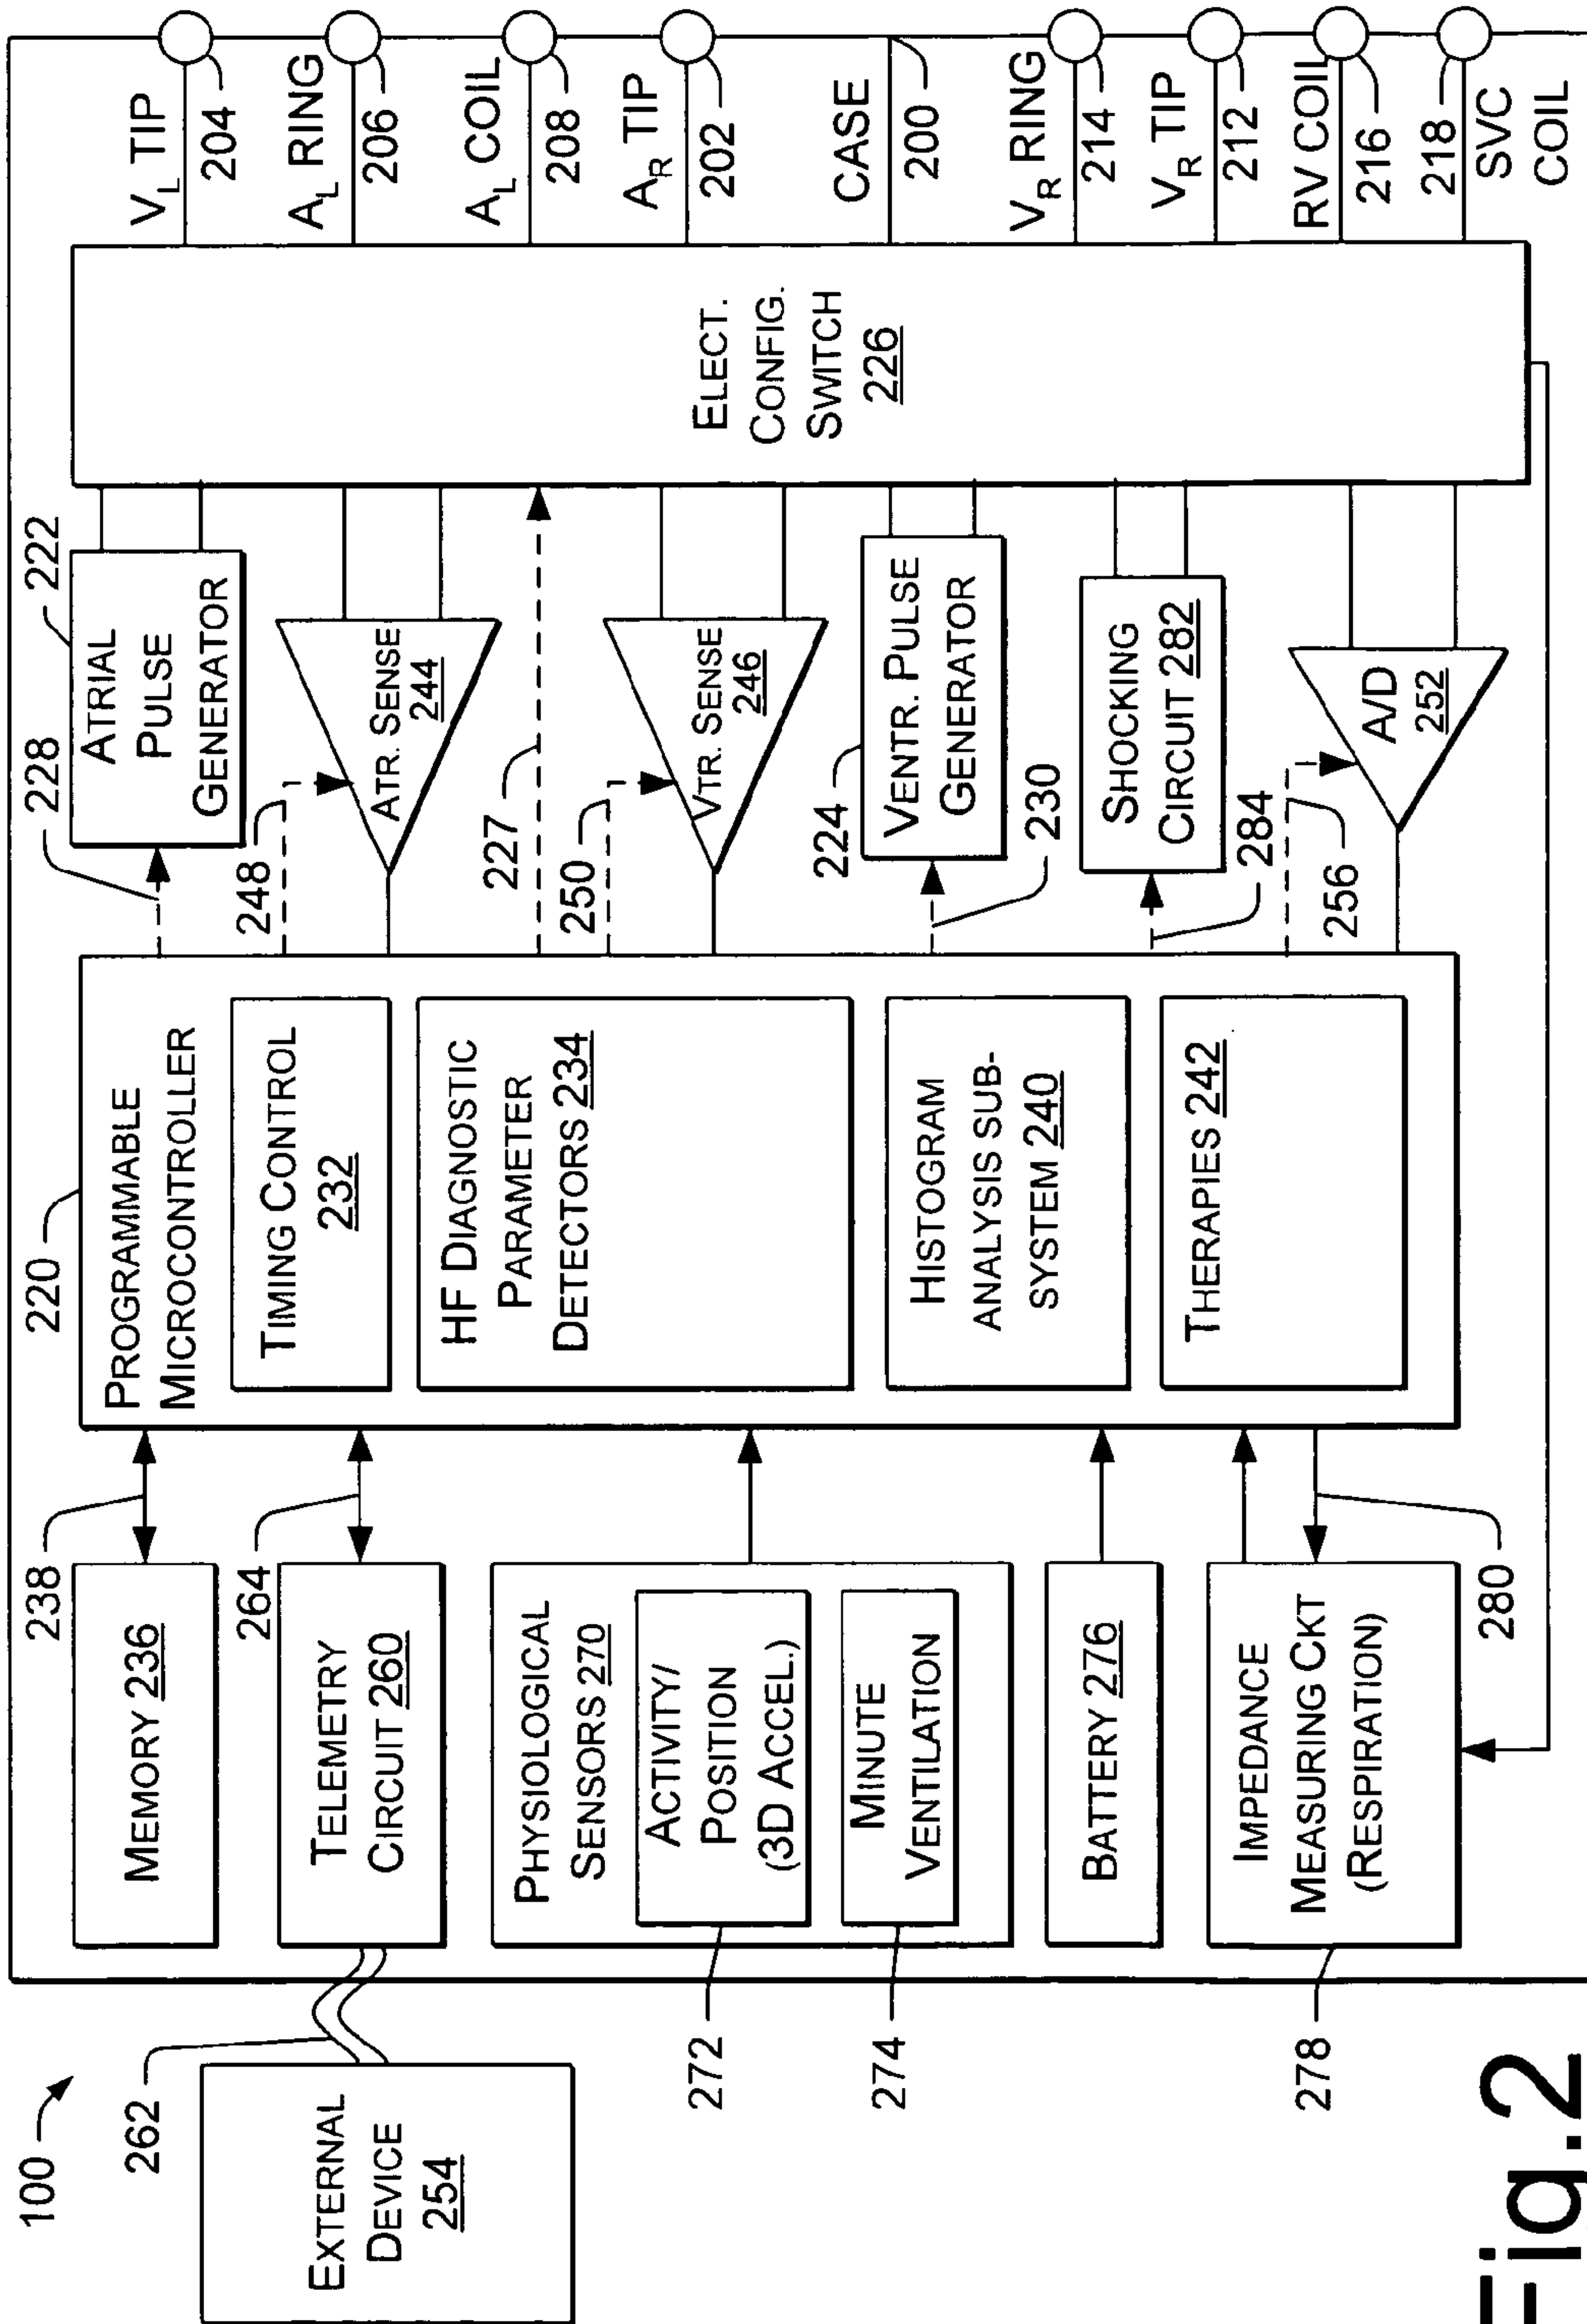 100
EXTERNAL
DEVICE
254
262
MEMORY 236
238
TELEMETRY
CIRCUIT 260
264
PHYSIOLOGICAL
SENSORS 270
ACTIVITY/
POSITION
(3D ACCEL.)
272
MINUTE
VENTILATION
274
BATTERY 276
IMPEDANCE
MEASURING CKT
(RESPIRATION)
278
280
220
PROGRAMMABLE
MICROCONTROLLER
TIMING CONTROL
232
HF DIAGNOSTIC
PARAMETER
DETECTORS 234
HISTOGRAM
ANALYSIS SUB-
SYSTEM 240
THERAPIES 242
228
222
ATRIAL
PULSE
GENERATOR
248
ATR. SENSE
244
227
250
VTR. SENSE
246
224
VENTR. PULSE
GENERATOR
230
SHOCKING
CIRCUIT 282
284
256
A/D
252
ELECT.
CONFIG.
SWITCH
226
VL TIP
204
AL RING
206
AL COIL
208
AR TIP
202
CASE
200
VR RING
214
VR TIP
212
RV COIL
216
218
SVC
COIL
Fig.2